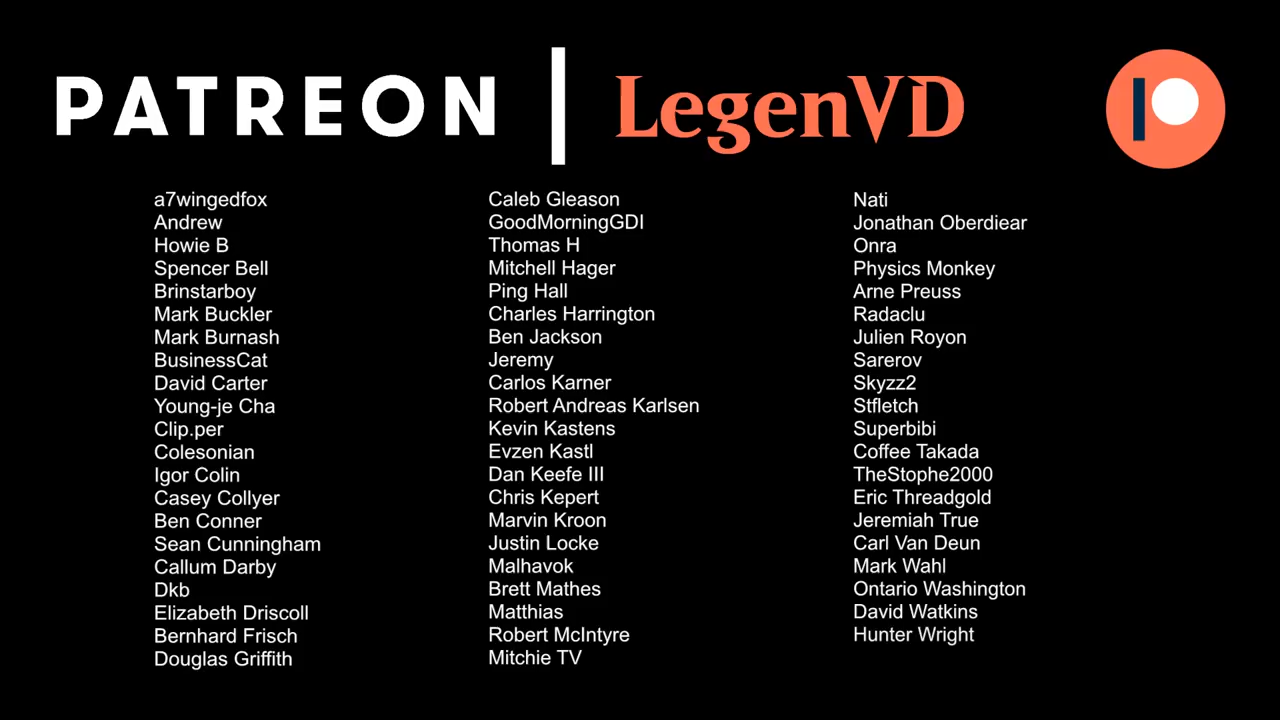 PATREON | LegenVD
a7wingedfox
Andrew
Howie B
Spencer Bell
Brinstarboy
Mark Buckler
Mark Burnash
BusinessCat
David Carter
Young-je Cha
Clip.per
Colesonian
Igor Colin
Casey Collyer
Ben Conner
Sean Cunningham
Callum Darby
Dkb
Elizabeth Driscoll
Bernhard Frisch
Douglas Griffith
Caleb Gleason
GoodMorningGDI
Thomas H
Mitchell Hager
Ping Hall
Charles Harrington
Ben Jackson
Jeremy
Carlos Karner
Robert Andreas Karlsen
Kevin Kastens
Evzen Kastl
Dan Keefe III
Chris Kepert
Marvin Kroon
Justin Locke
Malhavok
Brett Mathes
Matthias
Robert McIntyre
Mitchie TV
Nati
Jonathan Oberdiear
Onra
Physics Monkey
Arne Preuss
Radaclu
Julien Royon
Sarerov
Skyzz2
Stfletch
Superbibi
Coffee Takada
TheStophe2000
Eric Threadgold
Jeremiah True
Carl Van Deun
Mark Wahl
Ontario Washington
David Watkins
Hunter Wright